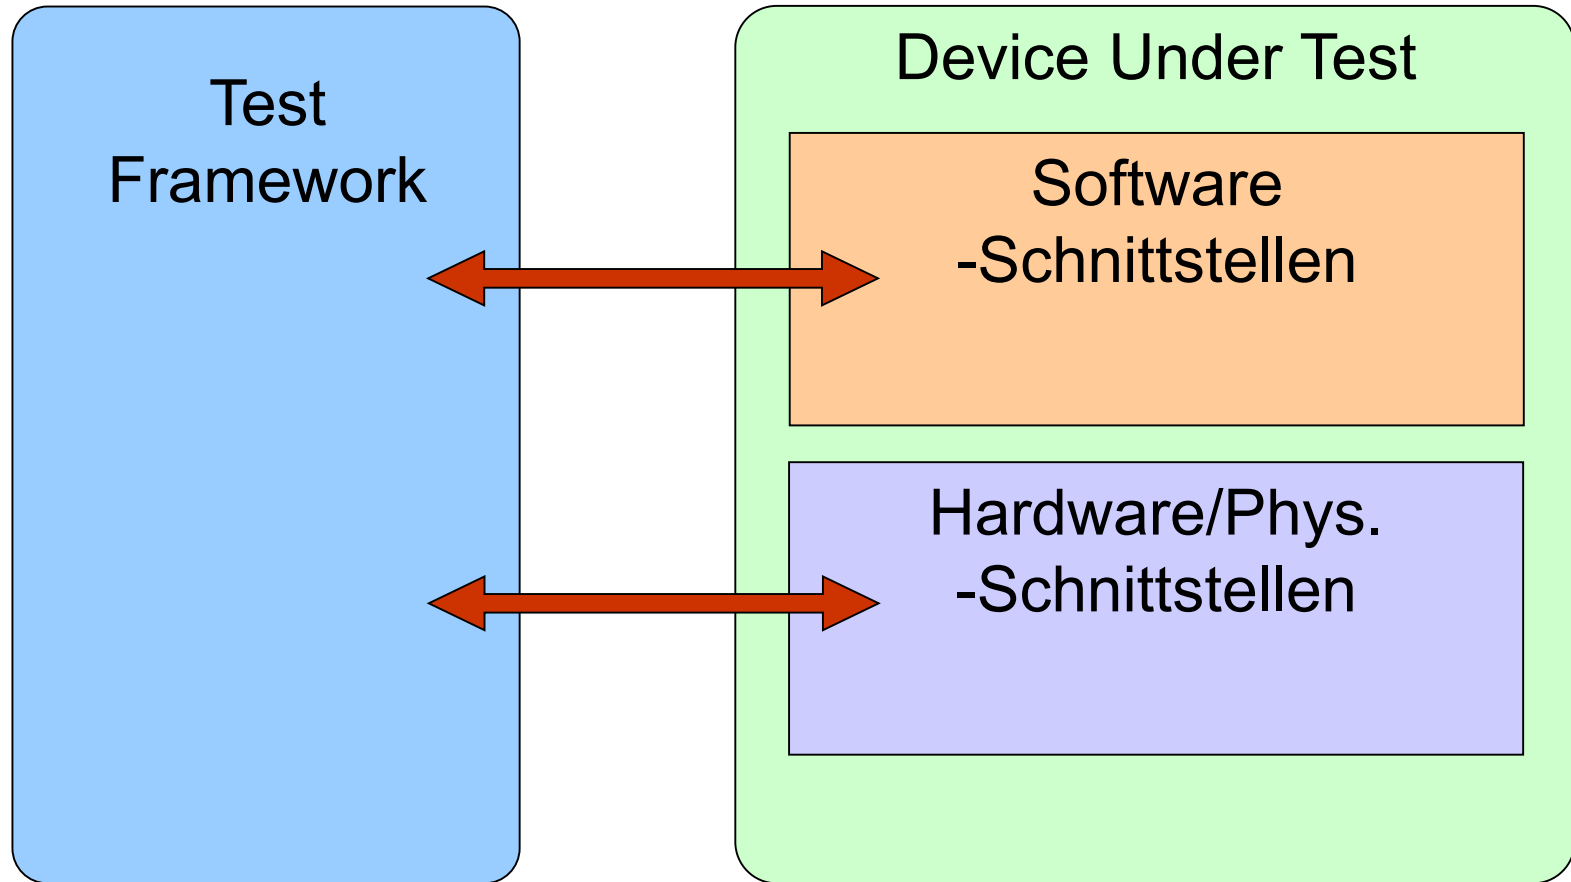 Test
Framework
Device Under Test
Software
-Schnittstellen
Hardware/Phys.
-Schnittstellen